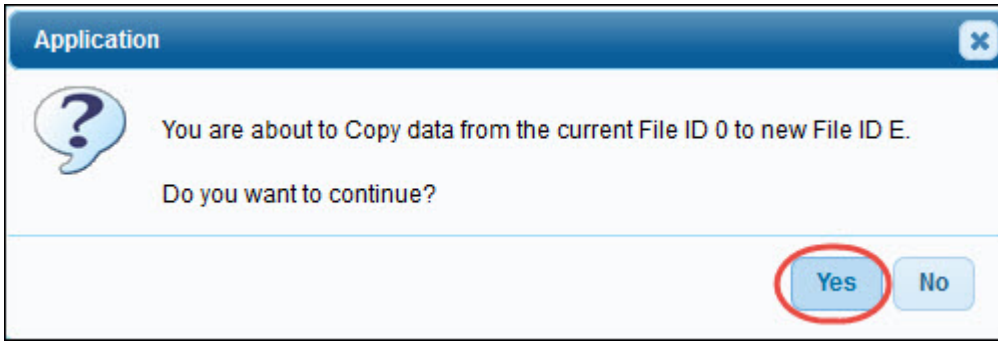 Application
You are about to Copy data from the current File ID 0 to new File ID E.
Do you want to continue?
Yes No